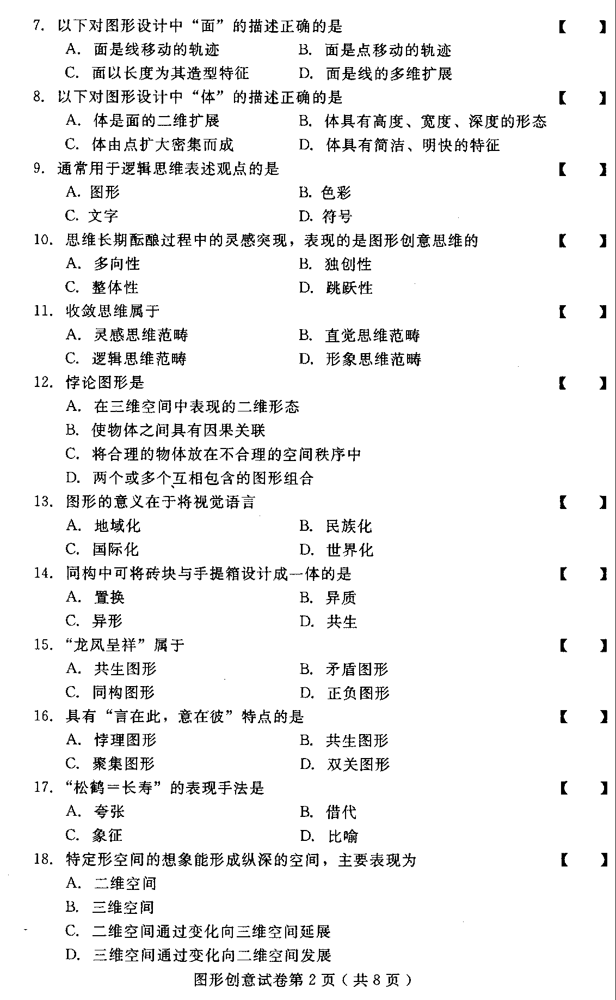 7. 以下对图形设计中“面”的描述正确的是 【 】
A. 面是线移动的轨迹 B. 面是点移动的轨迹
C. 面以长度为其造型特征 D. 面是线的多维扩展
8. 以下对图形设计中“体”的描述正确的是 【 】
A. 体是面的二维扩展 B. 体具有高度、宽度、深度的形态
C. 体由点扩大密集而成 D. 体具有简洁、明快的特征
9. 通常用于逻辑思维表述观点的是 【 】
A. 图形 B. 色彩
C. 文字 D. 符号
10. 思维长期酝酿过程中的灵感突现，表现的是图形创意思维的 【 】
A. 多向性 B. 独创性
C. 整体性 D. 跳跃性
11. 收敛思维属于 【 】
A. 灵感思维范畴 B. 直觉思维范畴
C. 逻辑思维范畴 D. 形象思维范畴
12. 悖论图形是 【 】
A. 在三维空间中表现的二维形态
B. 使物体之间具有因果关联
C. 将合理的物体放在不合理的空间秩序中
D. 两个或多个互相包含的图形组合
13. 图形的意义在于将视觉语言 【 】
A. 地域化 B. 民族化
C. 国际化 D. 世界化
14. 同构中可将砖块与手提箱设计成一体的是 【 】
A. 置换 B. 异质
C. 异形 D. 共生
15. “龙凤呈祥”属于 【 】
A. 共生图形 B. 矛盾图形
C. 同构图形 D. 正负图形
16. 具有“言在此，意在彼”特点的是 【 】
A. 悖理图形 B. 共生图形
C. 聚集图形 D. 双关图形
17. “松鹤＝长寿”的表现手法是 【 】
A. 夸张 B. 借代
C. 象征 D. 比喻
18. 特定形空间的想象能形成纵深的空间，主要表现为 【 】
A. 二维空间
B. 三维空间
C. 二维空间通过变化向三维空间延展
D. 三维空间通过变化向二维空间发展
图形创意试卷第 2 页（共 8 页）